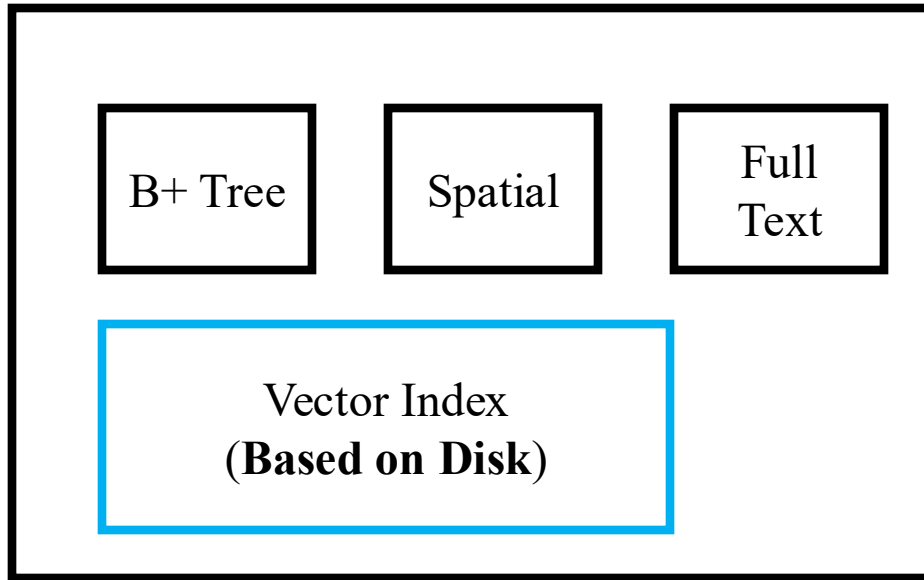 B+ Tree
Spatial
Full
Text
Vector Index
(Based on Disk)